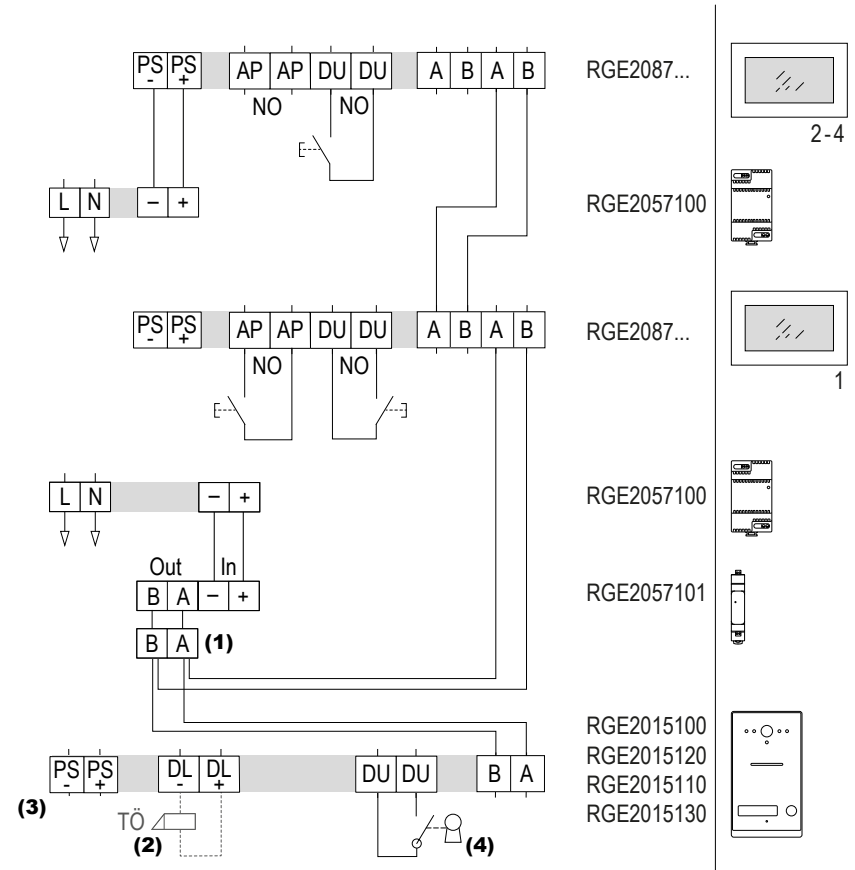 PS - PS + AP AP DU DU A B A B RGE2087...
NO NO
2-4
L N – + RGE2057100
PS - PS + AP AP DU DU A B A B RGE2087...
NO NO
1
L N – + RGE2057100
Out In
B A – + RGE2057101
B A (1)
RGE2015100
RGE2015120
RGE2015110
RGE2015130
PS - PS + DL - DL + DU DU B A
(3)
TÖ
(2)
(4)